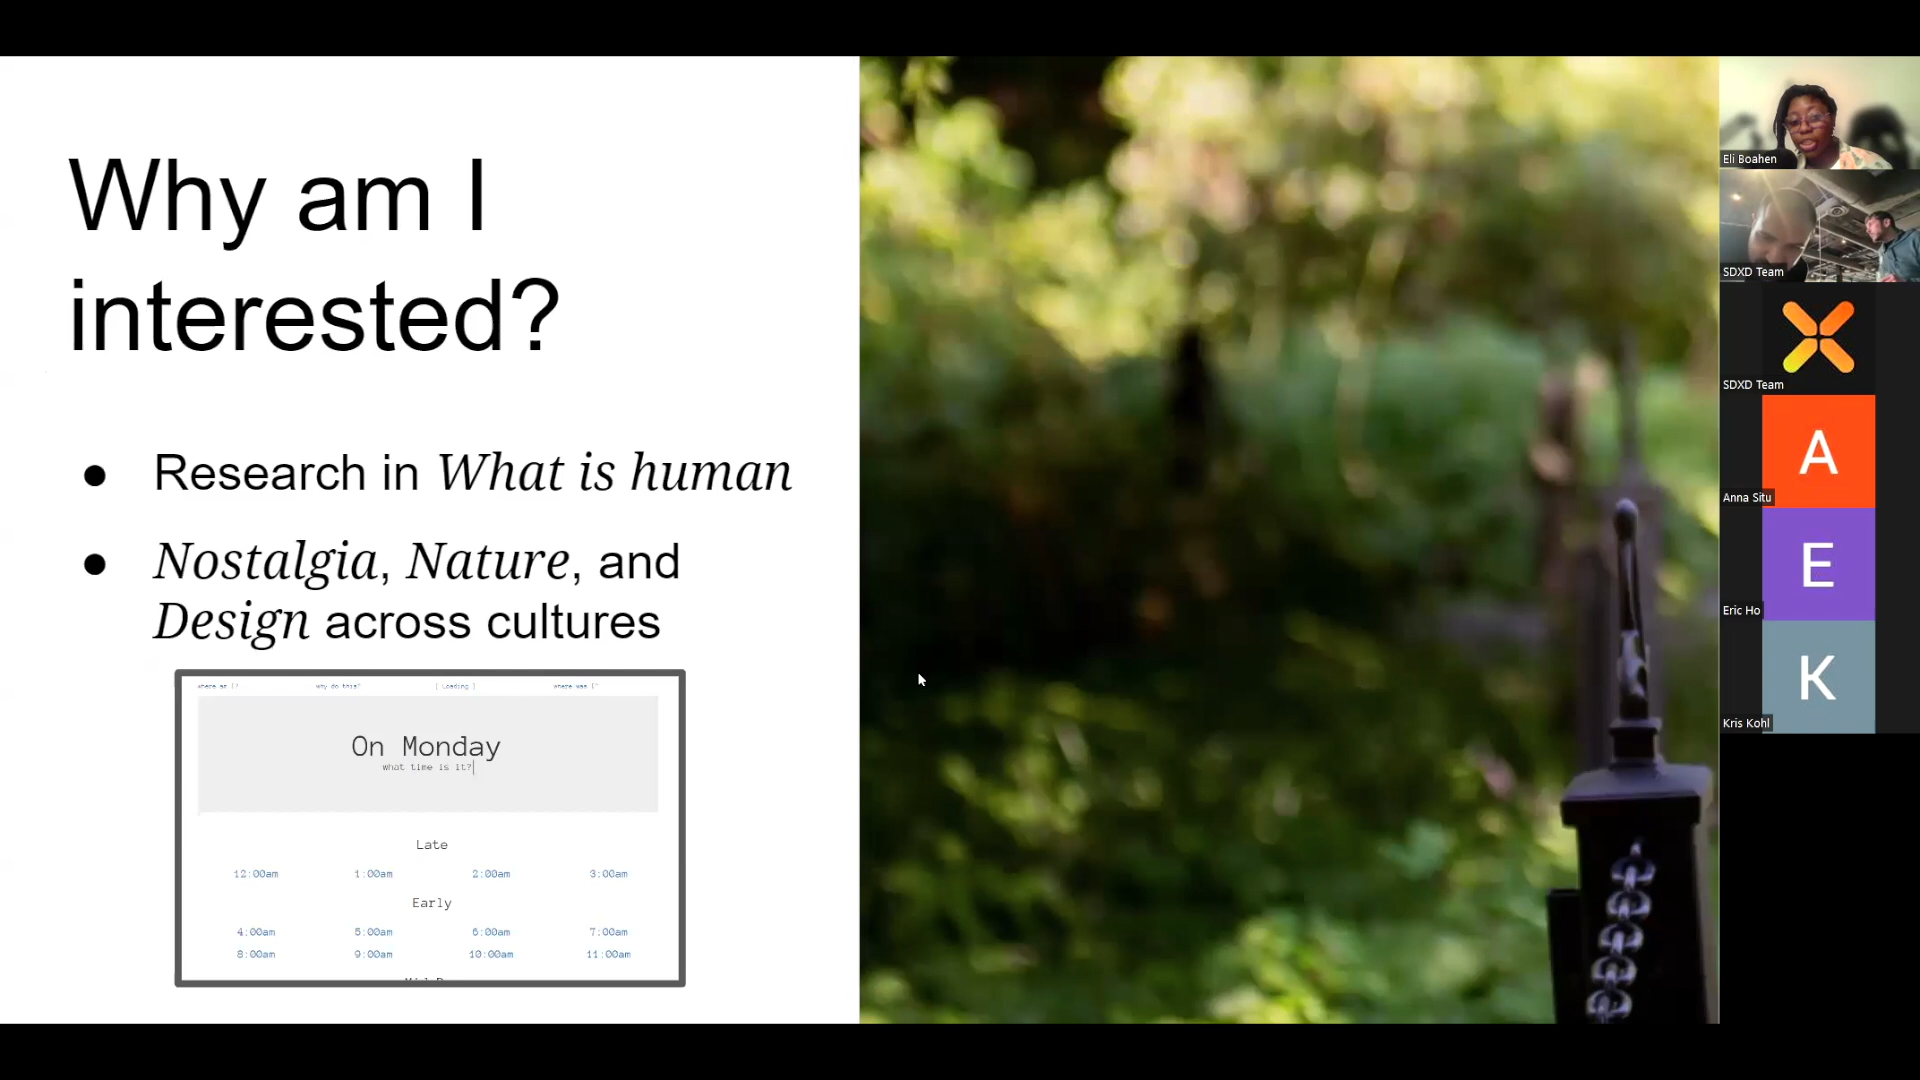 Why am I
interested?
● Research in What is human
● Nostalgia, Nature, and
Design across cultures
where am I?
why do this?
[ Loading ]
where was I?
On Monday
what time is it?
Late
12:00am 1:00am 2:00am 3:00am
Early
4:00am 5:00am 6:00am 7:00am
8:00am 9:00am 10:00am 11:00am
Eli Boahen
SDXD Team
SDXD Team
A
Anna Situ
E
Eric Ho
K
Kris Kohl